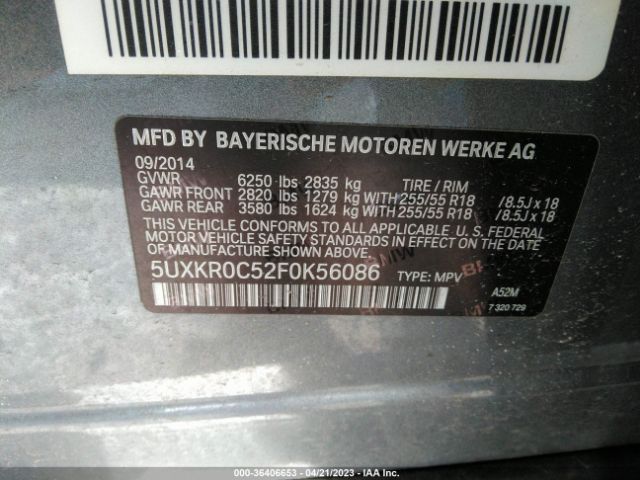 MFD BY BAYERISCHE MOTOREN WERKE AG
09/2014
GVWR 6250 lbs 2835 kg TIRE / RIM
GAWR FRONT 2820 lbs 1279 kg WITH 255/55 R18 /8.5J x 18
GAWR REAR 3580 lbs 1624 kg WITH 255/55 R18 /8.5J x 18
THIS VEHICLE CONFORMS TO ALL APPLICABLE U.S. FEDERAL
MOTOR VEHICLE SAFETY STANDARDS IN EFFECT ON THE DATE
OF MANUFACTURE SHOWN ABOVE.
5UXKR0C52F0K56086 TYPE: MPV
A52M
7 320 729
000-36406653 - 04/21/2023 - IAA Inc.